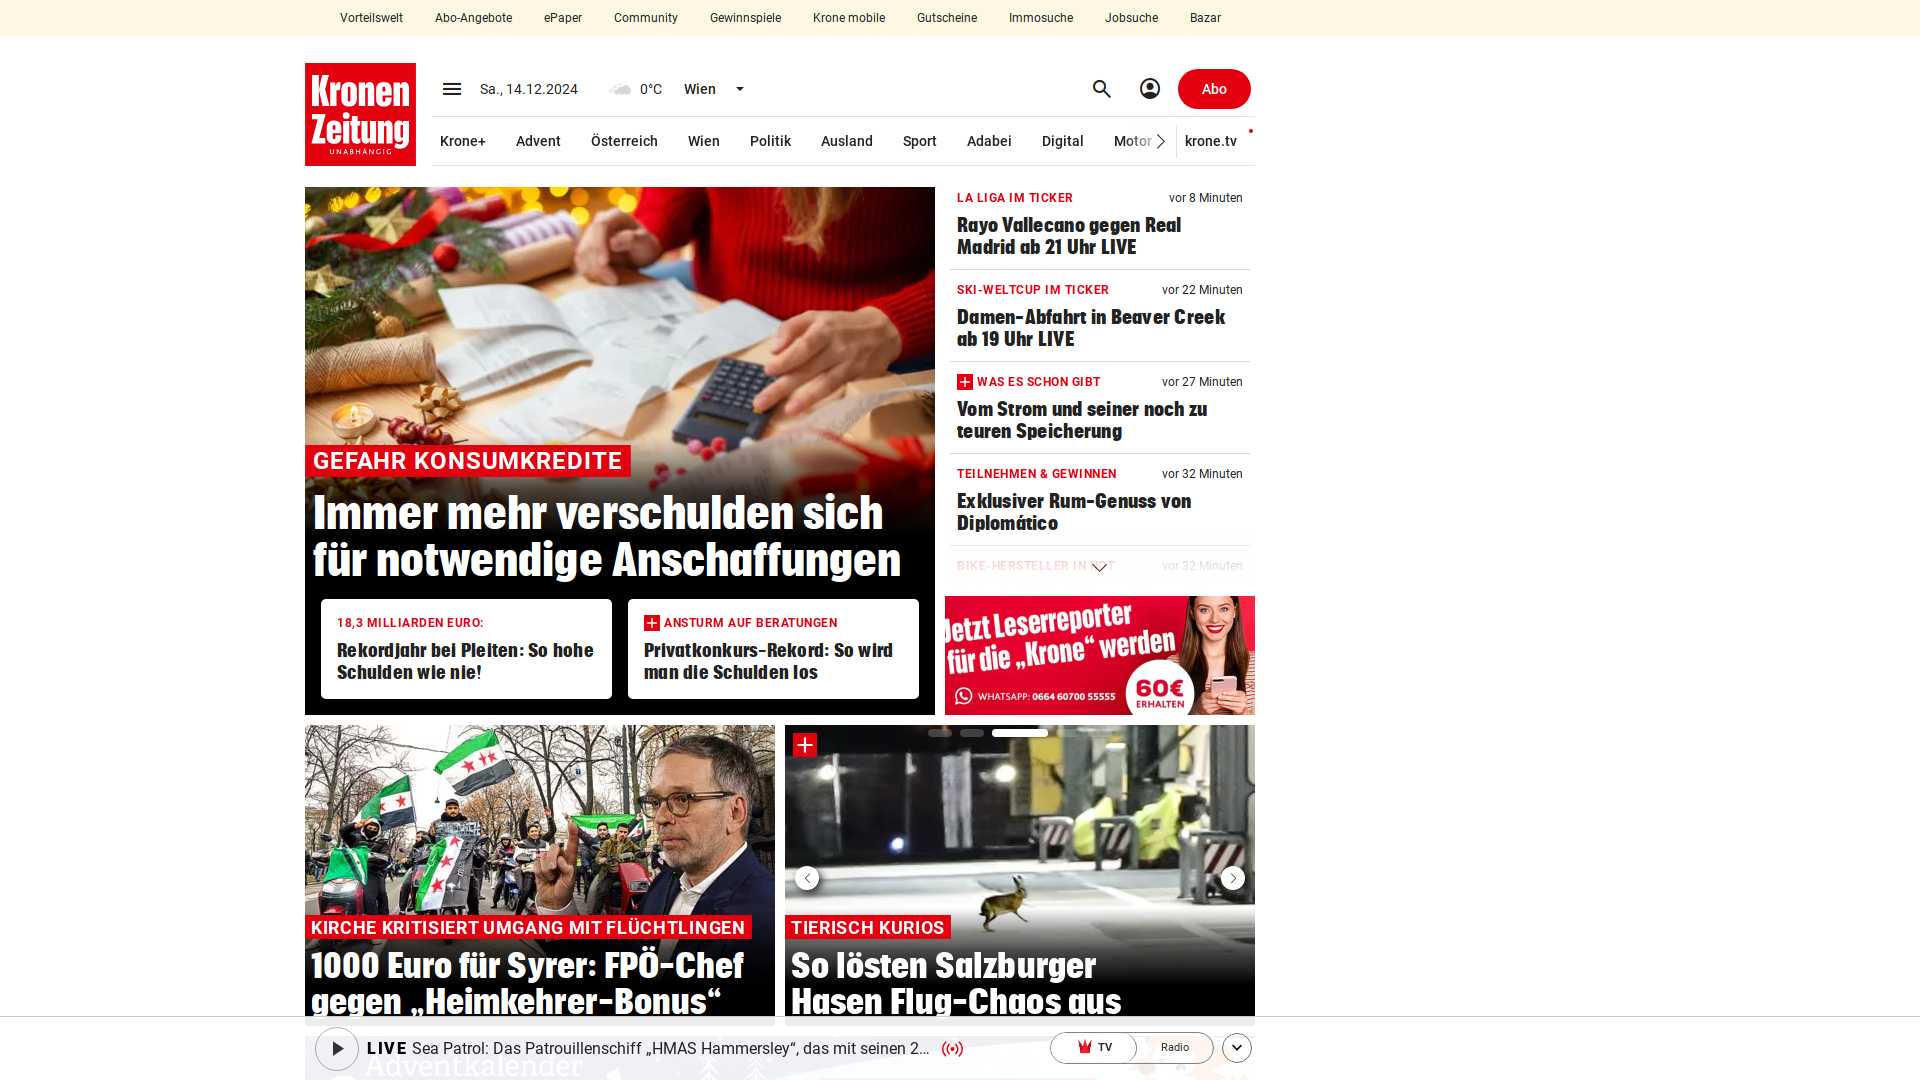 Vorteilswelt Abo-Angebote ePaper Community Gewinnspiele Krone mobile Gutscheine Immosuche Jobsuche Bazar
Kronen
Zeitung
UNABHÄNGIG
Sa., 14.12.2024 0°C Wien Abo
Krone+ Advent Österreich Wien Politik Ausland Sport Adabei Digital Motor krone.tv
GEFAHR KONSUMKREDITE
Immer mehr verschulden sich
für notwendige Anschaffungen
18,3 MILLIARDEN EURO:
Rekordjahr bei Pleiten: So hohe
Schulden wie nie!
ANSTURM AUF BERATUNGEN
Privatkonkurs-Rekord: So wird
man die Schulden los
LA LIGA IM TICKER vor 8 Minuten
Rayo Vallecano gegen Real
Madrid ab 21 Uhr LIVE
SKI-WELTCUP IM TICKER vor 22 Minuten
Damen-Abfahrt in Beaver Creek
ab 19 Uhr LIVE
WAS ES SCHON GIBT vor 27 Minuten
Vom Strom und seiner noch zu
teuren Speicherung
TEILNEHMEN & GEWINNEN vor 32 Minuten
Exklusiver Rum-Genuss von
Diplomático
BIKE-HERSTELLER IN vor 32 Minuten
Jetzt Leserreporter
für die „Krone“ werden
WHATSAPP: 0664 60700 55555
60€
ERHALTEN
KIRCHE KRITISIERT UMGANG MIT FLÜCHTLINGEN
1000 Euro für Syrer: FPÖ-Chef
gegen „Heimkehrer-Bonus“
TIERISCH KURIOS
So lösten Salzburger
Hasen Flug-Chaos aus
LIVE Sea Patrol: Das Patrouillenschiff „HMAS Hammersley“, das mit seinen 2... TV Radio
Adventkalender